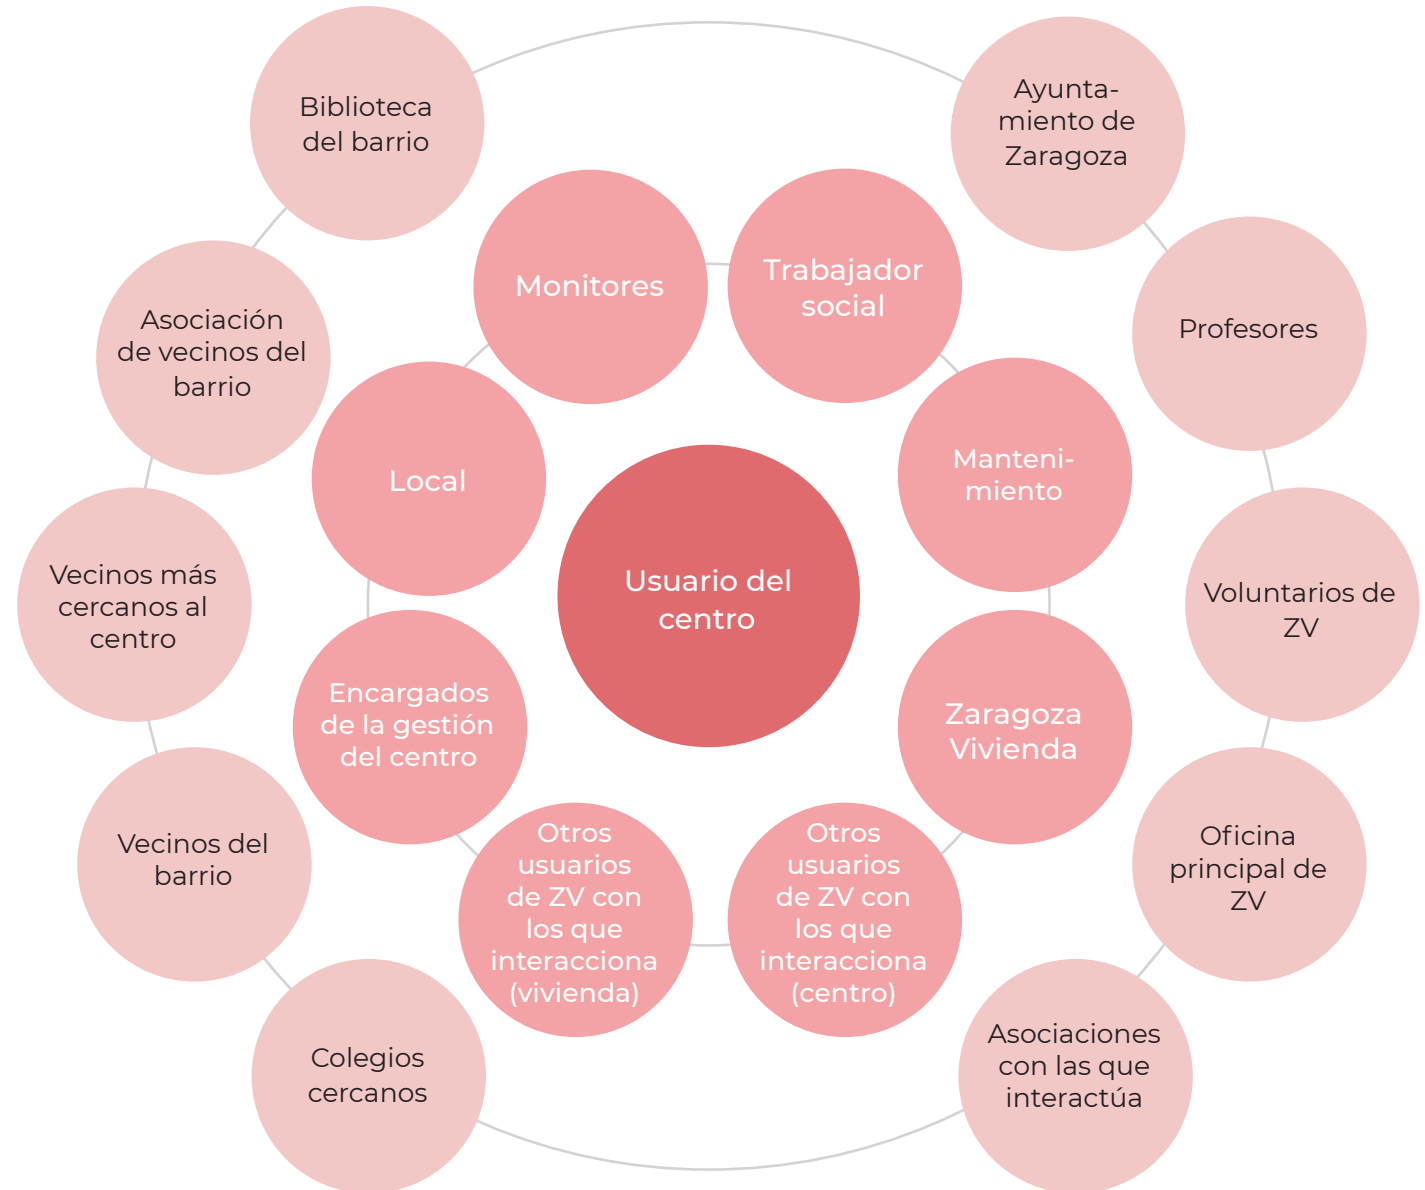 Biblioteca
del barrio
Ayunta-
miento de
Zaragoza
Monitores
Trabajador
social
Asociación
de vecinos del
barrio
Profesores
Local
Manteni-
miento
Usuario del
centro
Vecinos más
cercanos al
centro
Voluntarios de
ZV
Encargados
de la gestión
del centro
Zaragoza
Vivienda
Vecinos del
barrio
Otros
usuarios
de ZV con
los que
interacciona
(vivienda)
Otros
usuarios
de ZV con
los que
interacciona
(centro)
Oficina
principal de
ZV
Colegios
cercanos
Asociaciones
con las que
interactúa